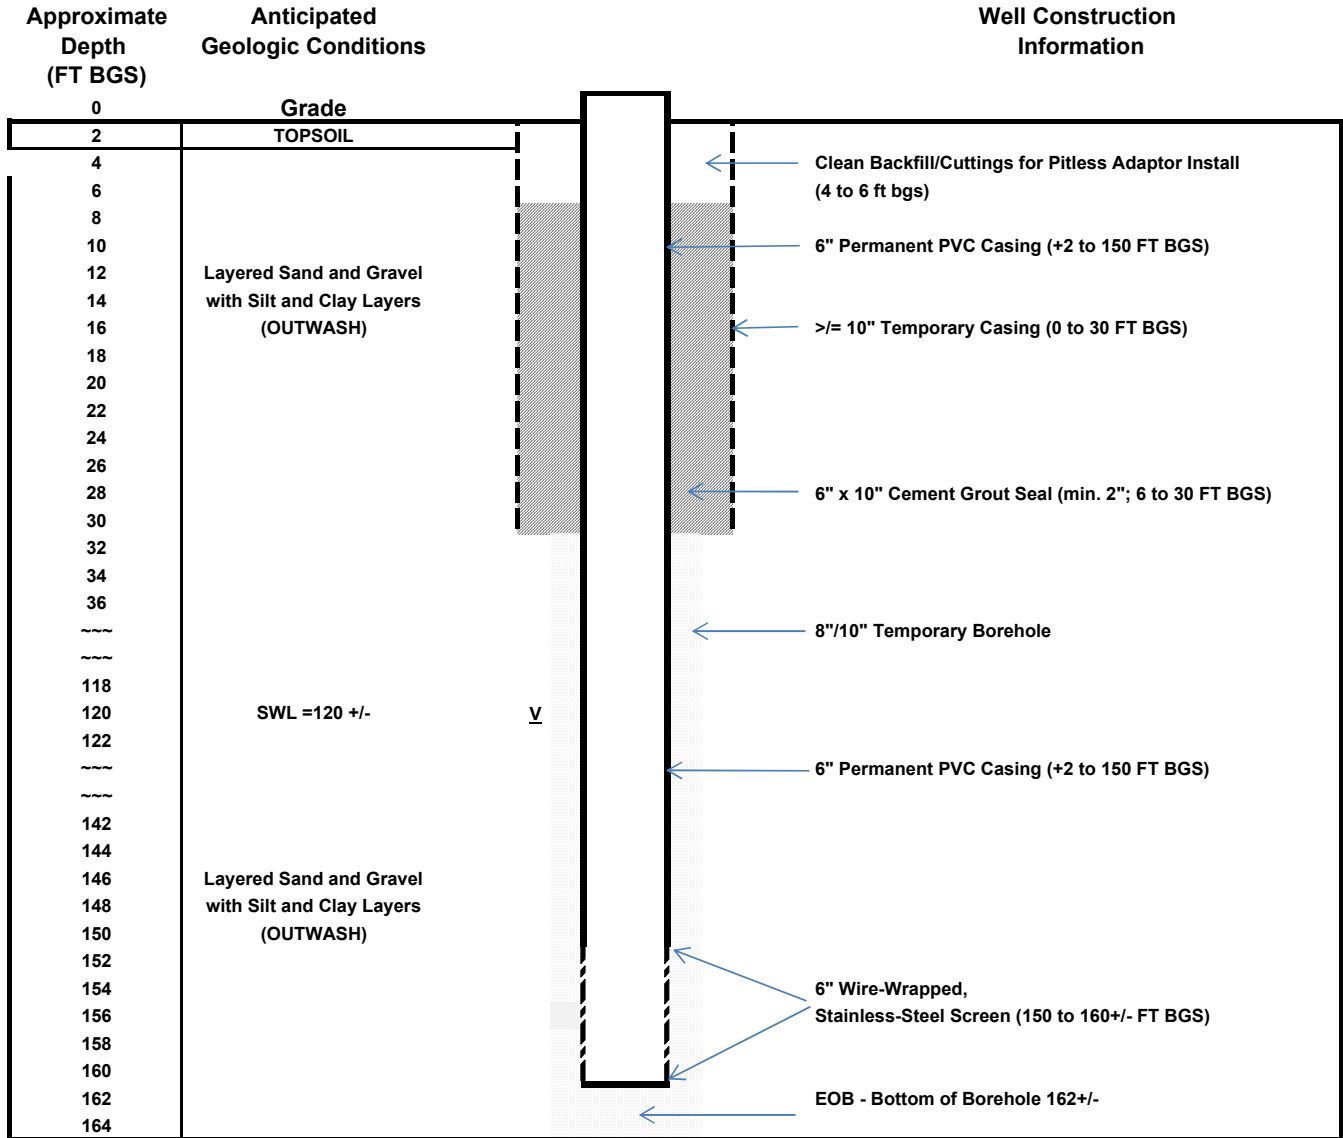 Approximate Anticipated Well Construction
Depth Geologic Conditions Information
(FT BGS)
0 Grade
2 TOPSOIL
4 Clean Backfill/Cuttings for Pitless Adaptor Install
6 (4 to 6 ft bgs)
8
10 6" Permanent PVC Casing (+2 to 150 FT BGS)
12 Layered Sand and Gravel
14 with Silt and Clay Layers
16 (OUTWASH) >/= 10" Temporary Casing (0 to 30 FT BGS)
18
20
22
24
26
28 6" x 10" Cement Grout Seal (min. 2"; 6 to 30 FT BGS)
30
32
34
36
~~~ 8"/10" Temporary Borehole
~~~
118
120 SWL =120 +/- V
122
~~~ 6" Permanent PVC Casing (+2 to 150 FT BGS)
~~~
142
144
146 Layered Sand and Gravel
148 with Silt and Clay Layers
150 (OUTWASH)
152
154 6" Wire-Wrapped,
156 Stainless-Steel Screen (150 to 160+/- FT BGS)
158
160
162 EOB - Bottom of Borehole 162+/-
164